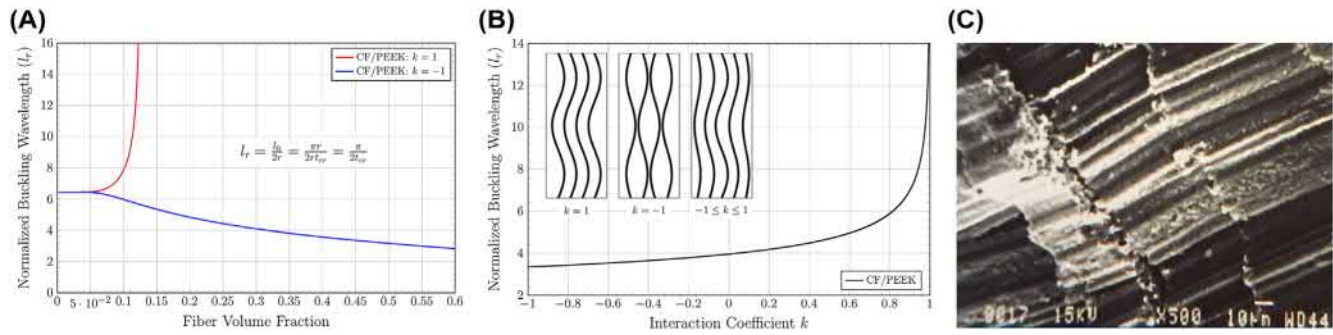 (A)
Normalized Buckling Wavelength (l_r)
16
14
12
10
8
6
4
2
0
CF/PEEK: k = 1
CF/PEEK: k = −1
l_r = l_0/2r = πr/2rt_cr = π/2t_cr
0 5 · 10^−2 0.1 0.15 0.2 0.25 0.3 0.35 0.4 0.45 0.5 0.55 0.6
Fiber Volume Fraction
(B)
Normalized Buckling Wavelength (l_r)
14
12
10
8
6
4
2
k = 1 k = −1 −1 ≤ k ≤ 1
CF/PEEK
−1 −0.8 −0.6 −0.4 −0.2 0 0.2 0.4 0.6 0.8 1
Interaction Coefficient k
(C)
0017 15KV X500 10µm WD44